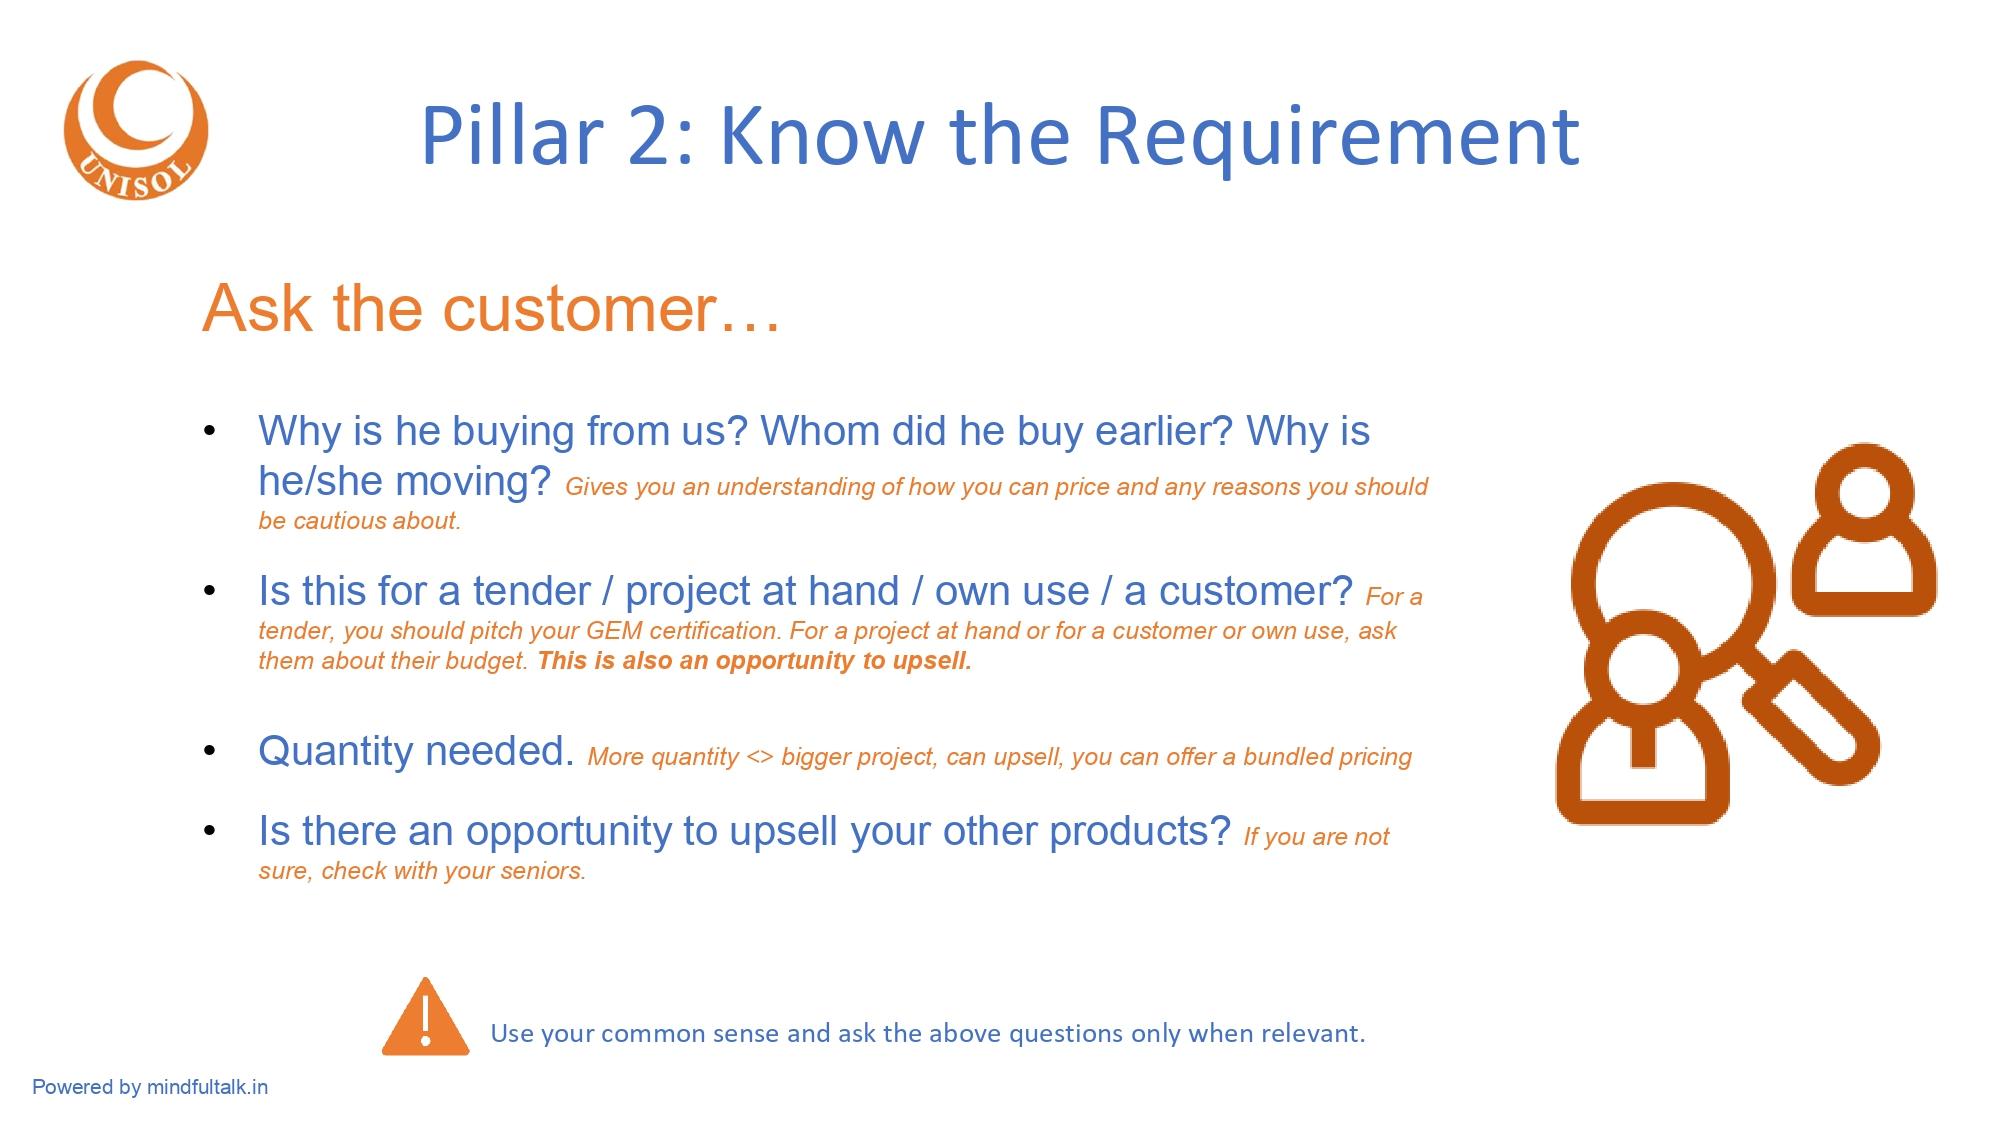 UNISOL
Pillar 2: Know the Requirement
Ask the customer…
• Why is he buying from us? Whom did he buy earlier? Why is
he/she moving? Gives you an understanding of how you can price and any reasons you should
be cautious about.
• Is this for a tender / project at hand / own use / a customer? For a
tender, you should pitch your GEM certification. For a project at hand or for a customer or own use, ask
them about their budget. This is also an opportunity to upsell.
• Quantity needed. More quantity <> bigger project, can upsell, you can offer a bundled pricing
• Is there an opportunity to upsell your other products? If you are not
sure, check with your seniors.
Use your common sense and ask the above questions only when relevant.
Powered by mindfultalk.in